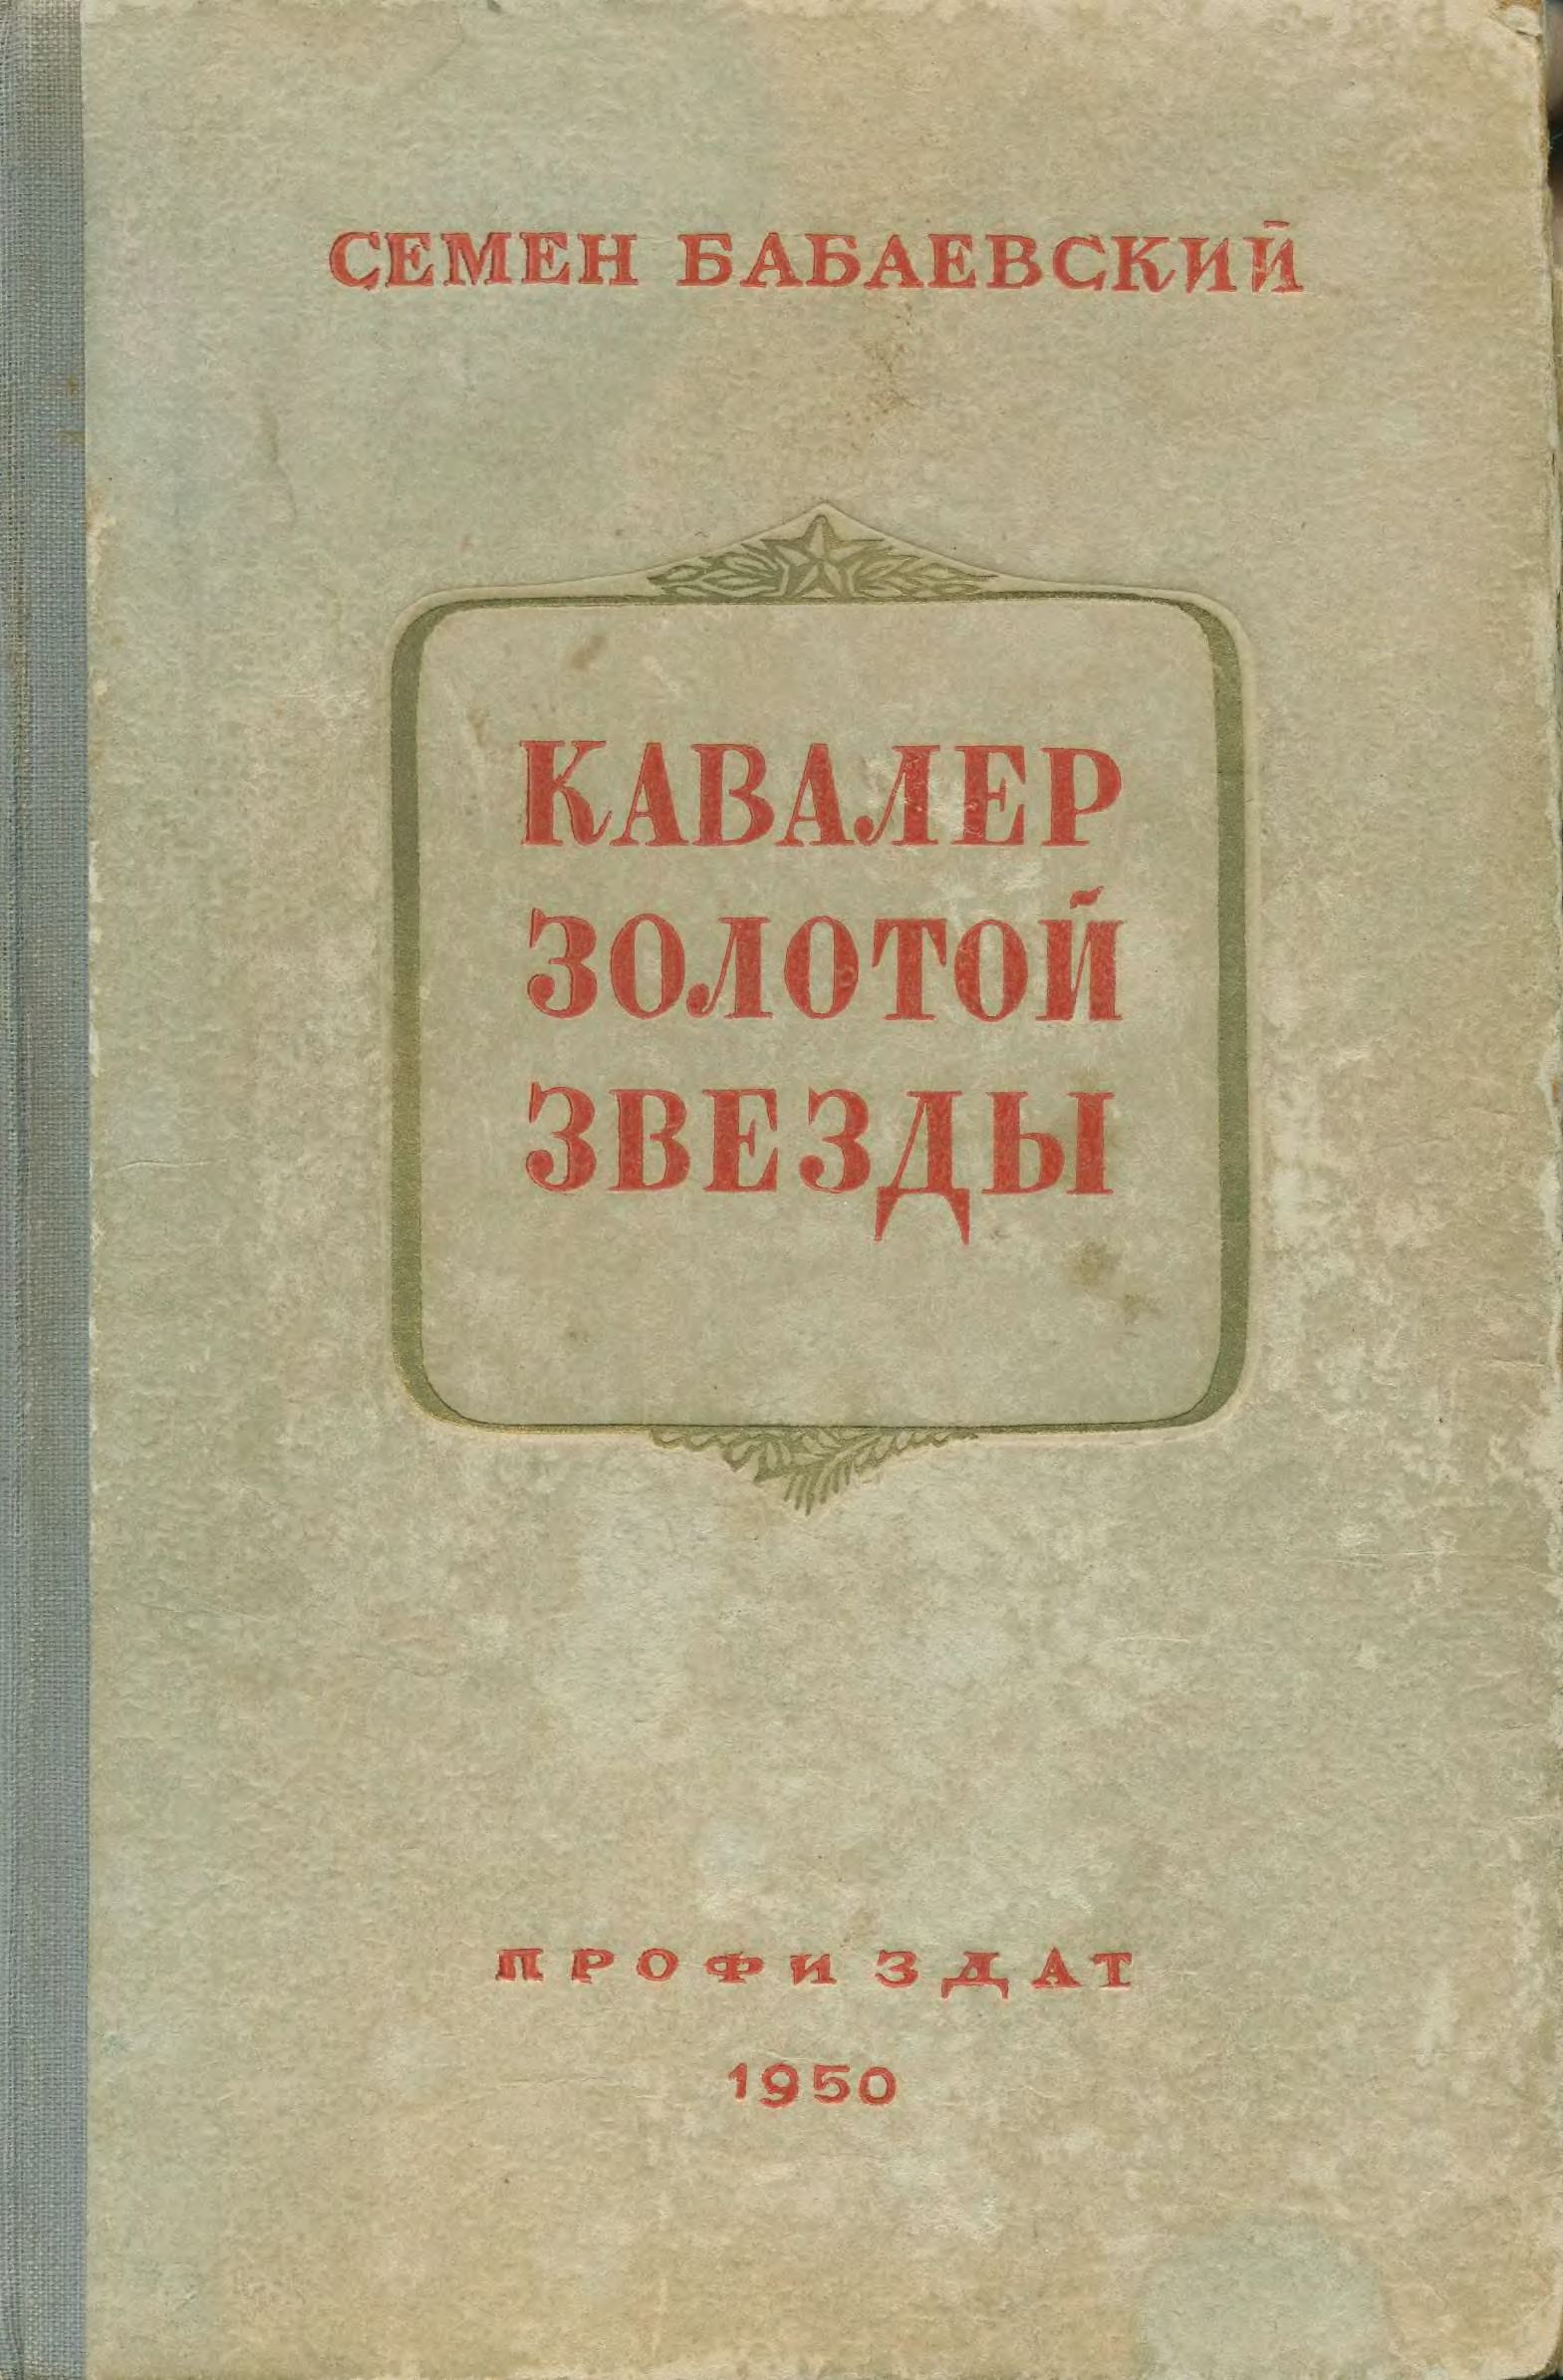 СЕМЕН БАБАЕВСКИЙ
КАВАЛЕР
ЗОЛОТОЙ
ЗВЕЗДЫ
ПРОФИЗДАТ
1950